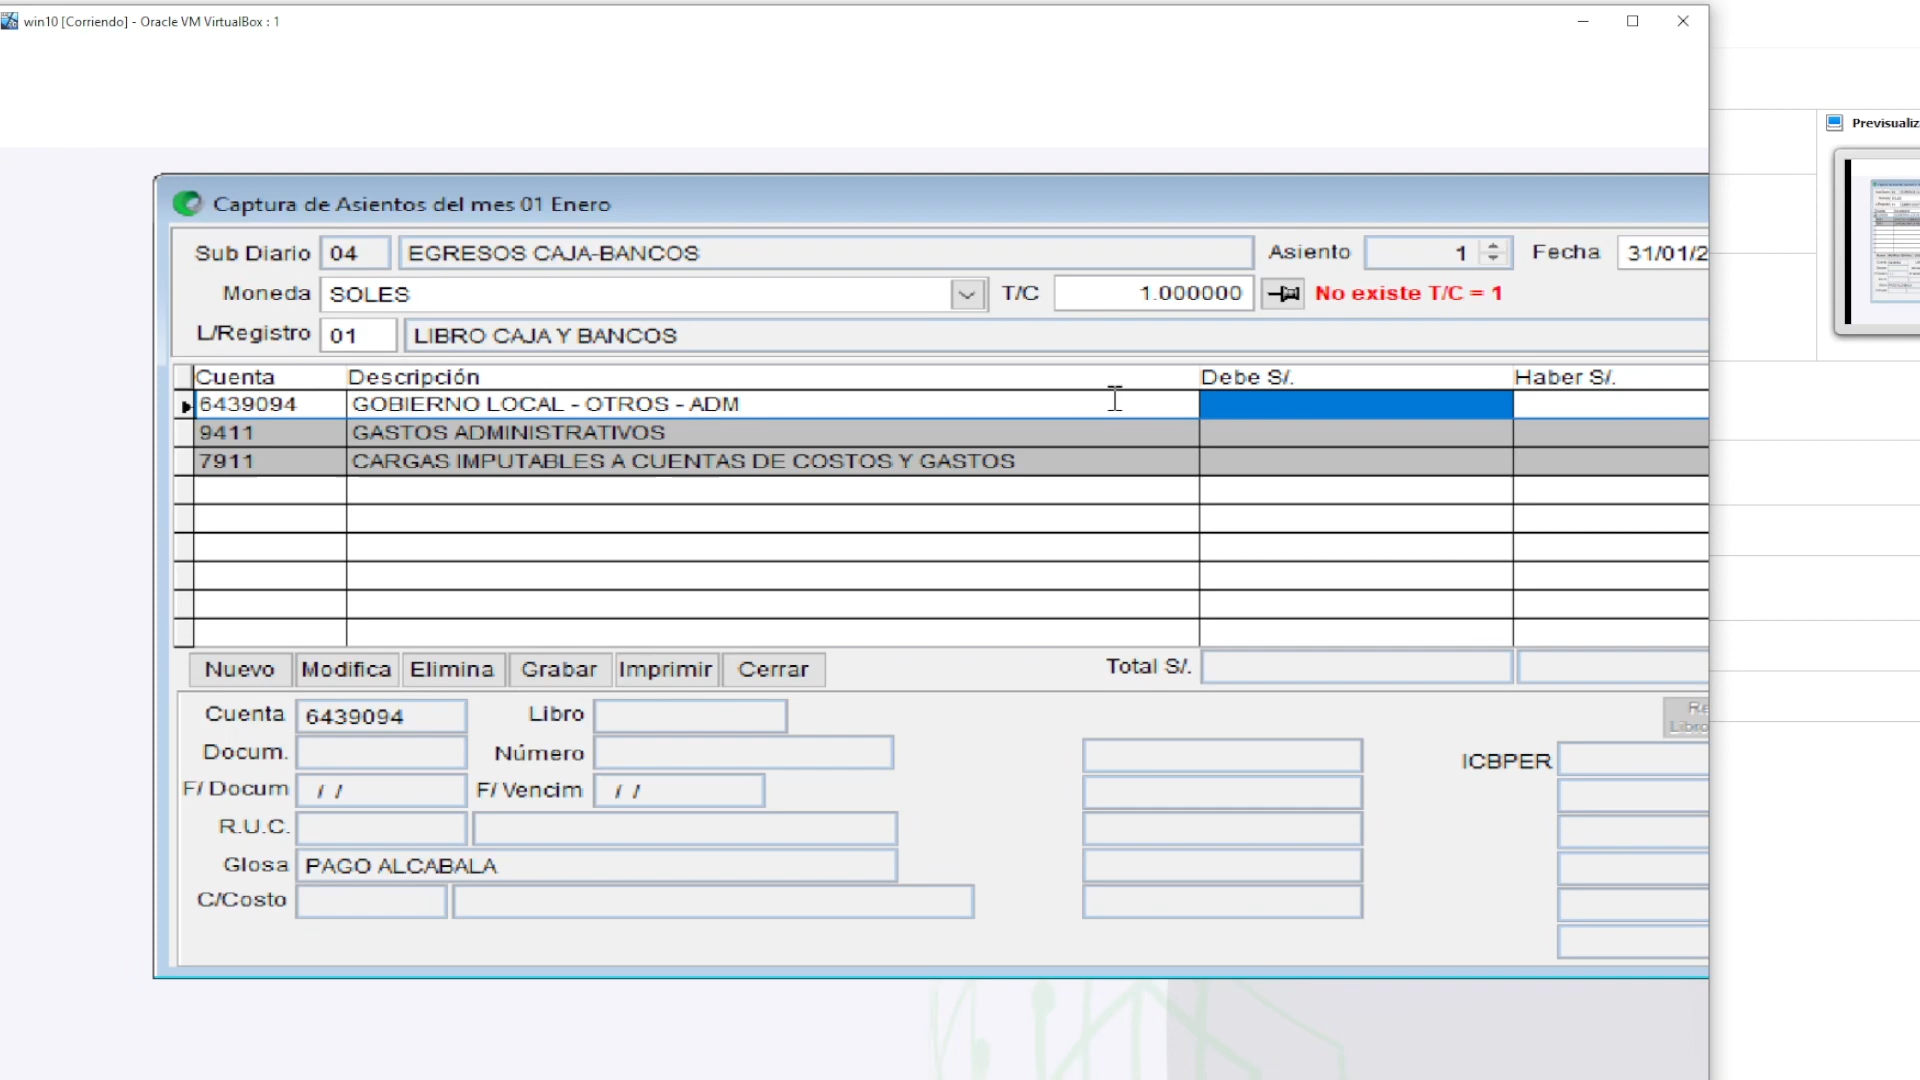 win10 [Corriendo] - Oracle VM VirtualBox : 1
Previsualiz
Captura de Asientos del mes 01 Enero
Sub Diario 04 EGRESOS CAJA-BANCOS Asiento 1 Fecha 31/01/2
Moneda SOLES T/C 1.000000 No existe T/C = 1
L/Registro 01 LIBRO CAJA Y BANCOS
Cuenta Descripción Debe S/. Haber S/.
6439094 GOBIERNO LOCAL - OTROS - ADM
9411 GASTOS ADMINISTRATIVOS
7911 CARGAS IMPUTABLES A CUENTAS DE COSTOS Y GASTOS
Nuevo Modifica Elimina Grabar Imprimir Cerrar Total S/.
Cuenta 6439094 Libro Re
Libro
Docum. Número ICBPER
F/ Docum / / F/ Vencim / /
R.U.C.
Glosa PAGO ALCABALA
C/Costo